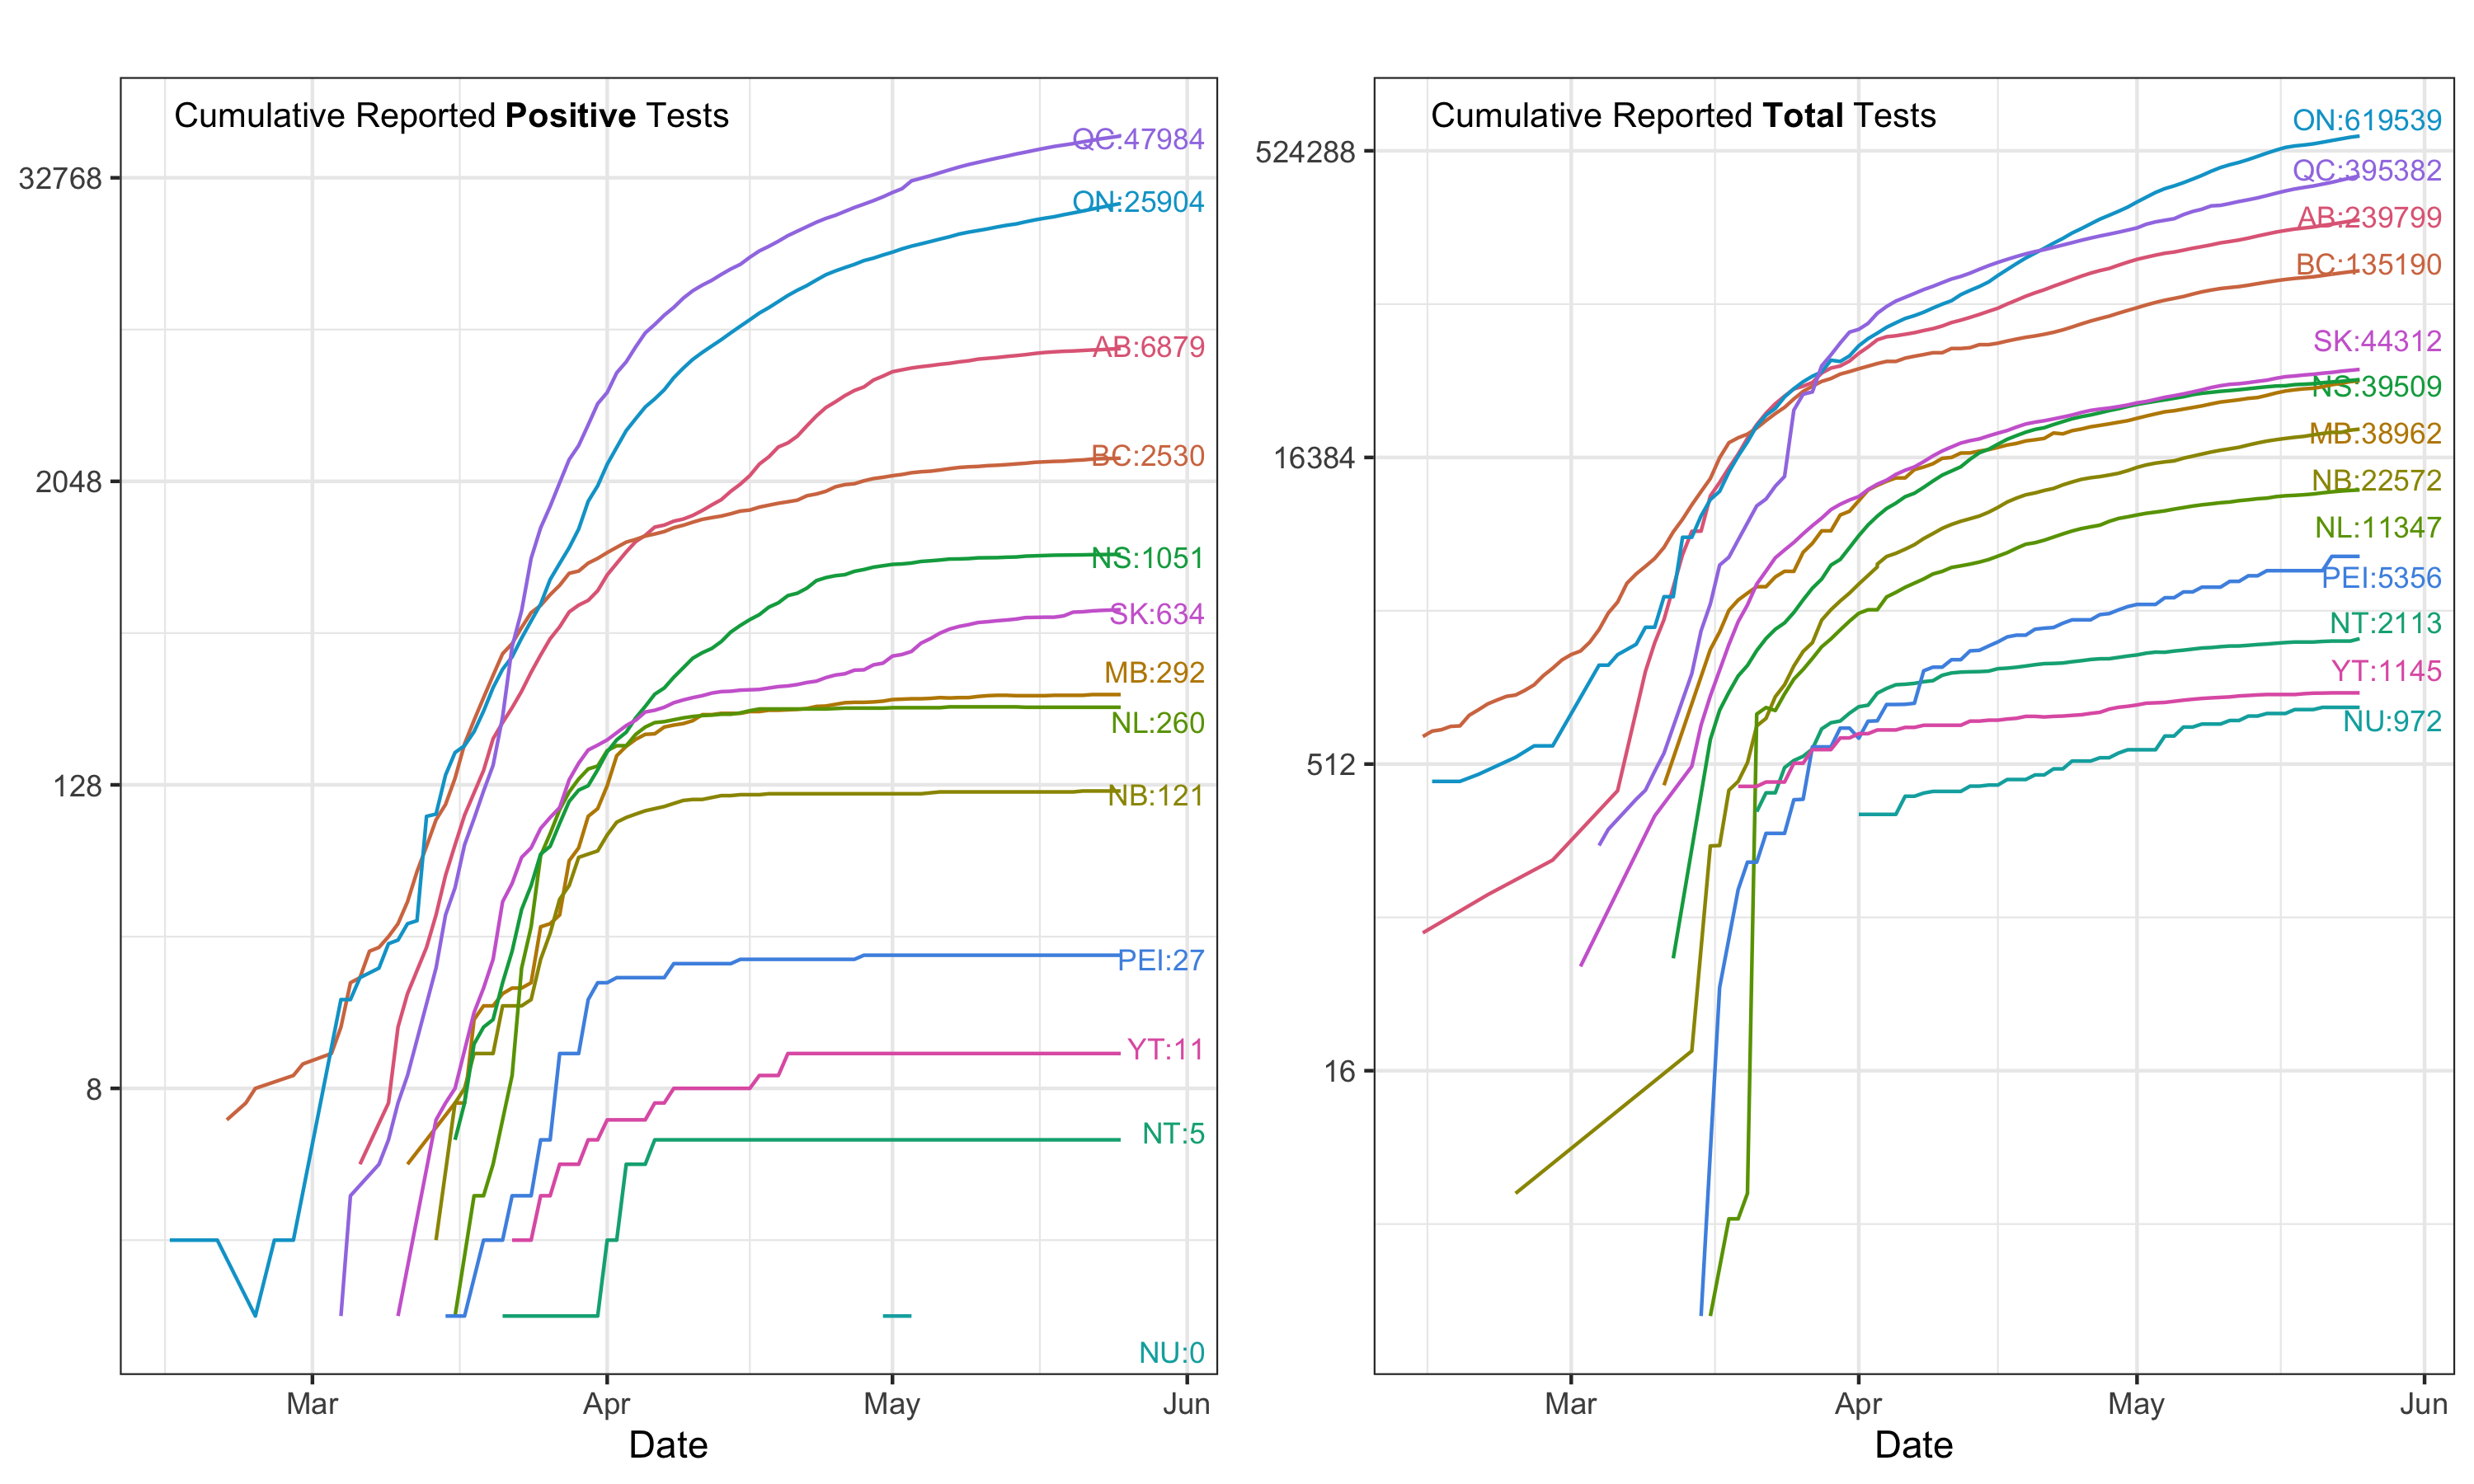 Cumulative Reported Positive Tests
32768
2048
128
8
QC:47984
ON:25904
AB:6879
BC:2530
NS:1051
SK:634
MB:292
NL:260
NB:121
PEI:27
YT:11
NT:5
NU:0
Mar Apr May Jun
Date
Cumulative Reported Total Tests
524288
16384
512
16
ON:619539
QC:395382
AB:239799
BC:135190
SK:44312
NS:39509
MB:38962
NB:22572
NL:11347
PEI:5356
NT:2113
YT:1145
NU:972
Mar Apr May Jun
Date